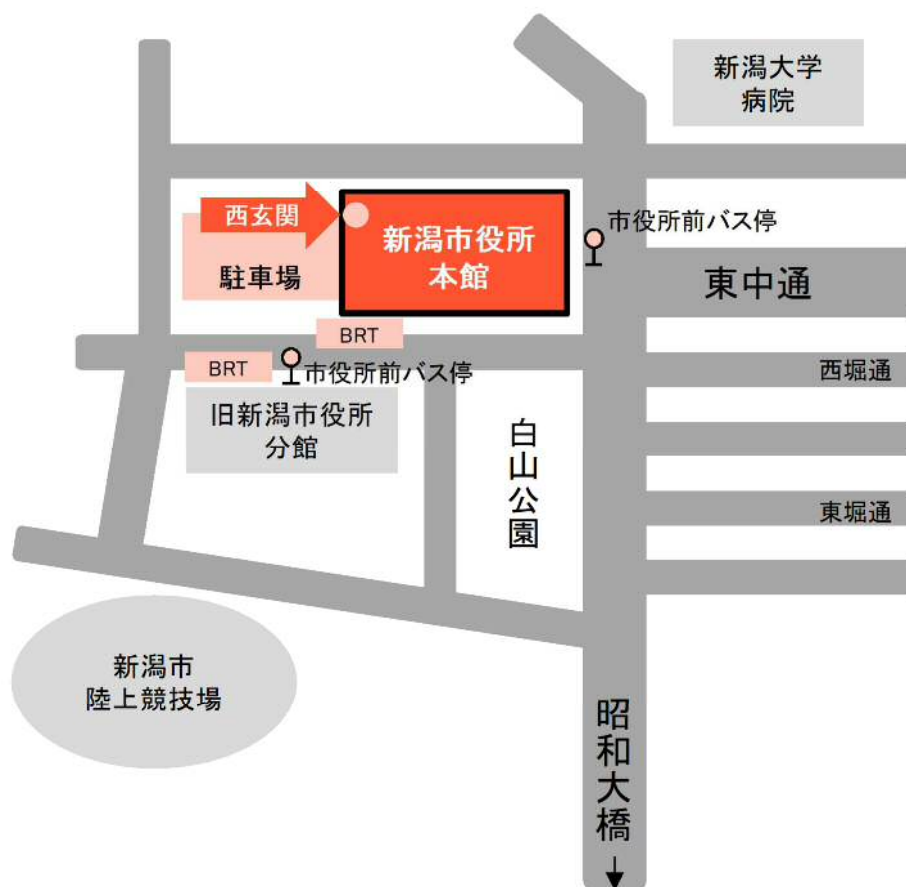 新潟大学
病院
西玄関
新潟市役所
本館
市役所前バス停
駐車場
東中通
BRT
BRT
市役所前バス停
西堀通
旧新潟市役所
分館
白山公園
東堀通
新潟市
陸上競技場
昭和大橋